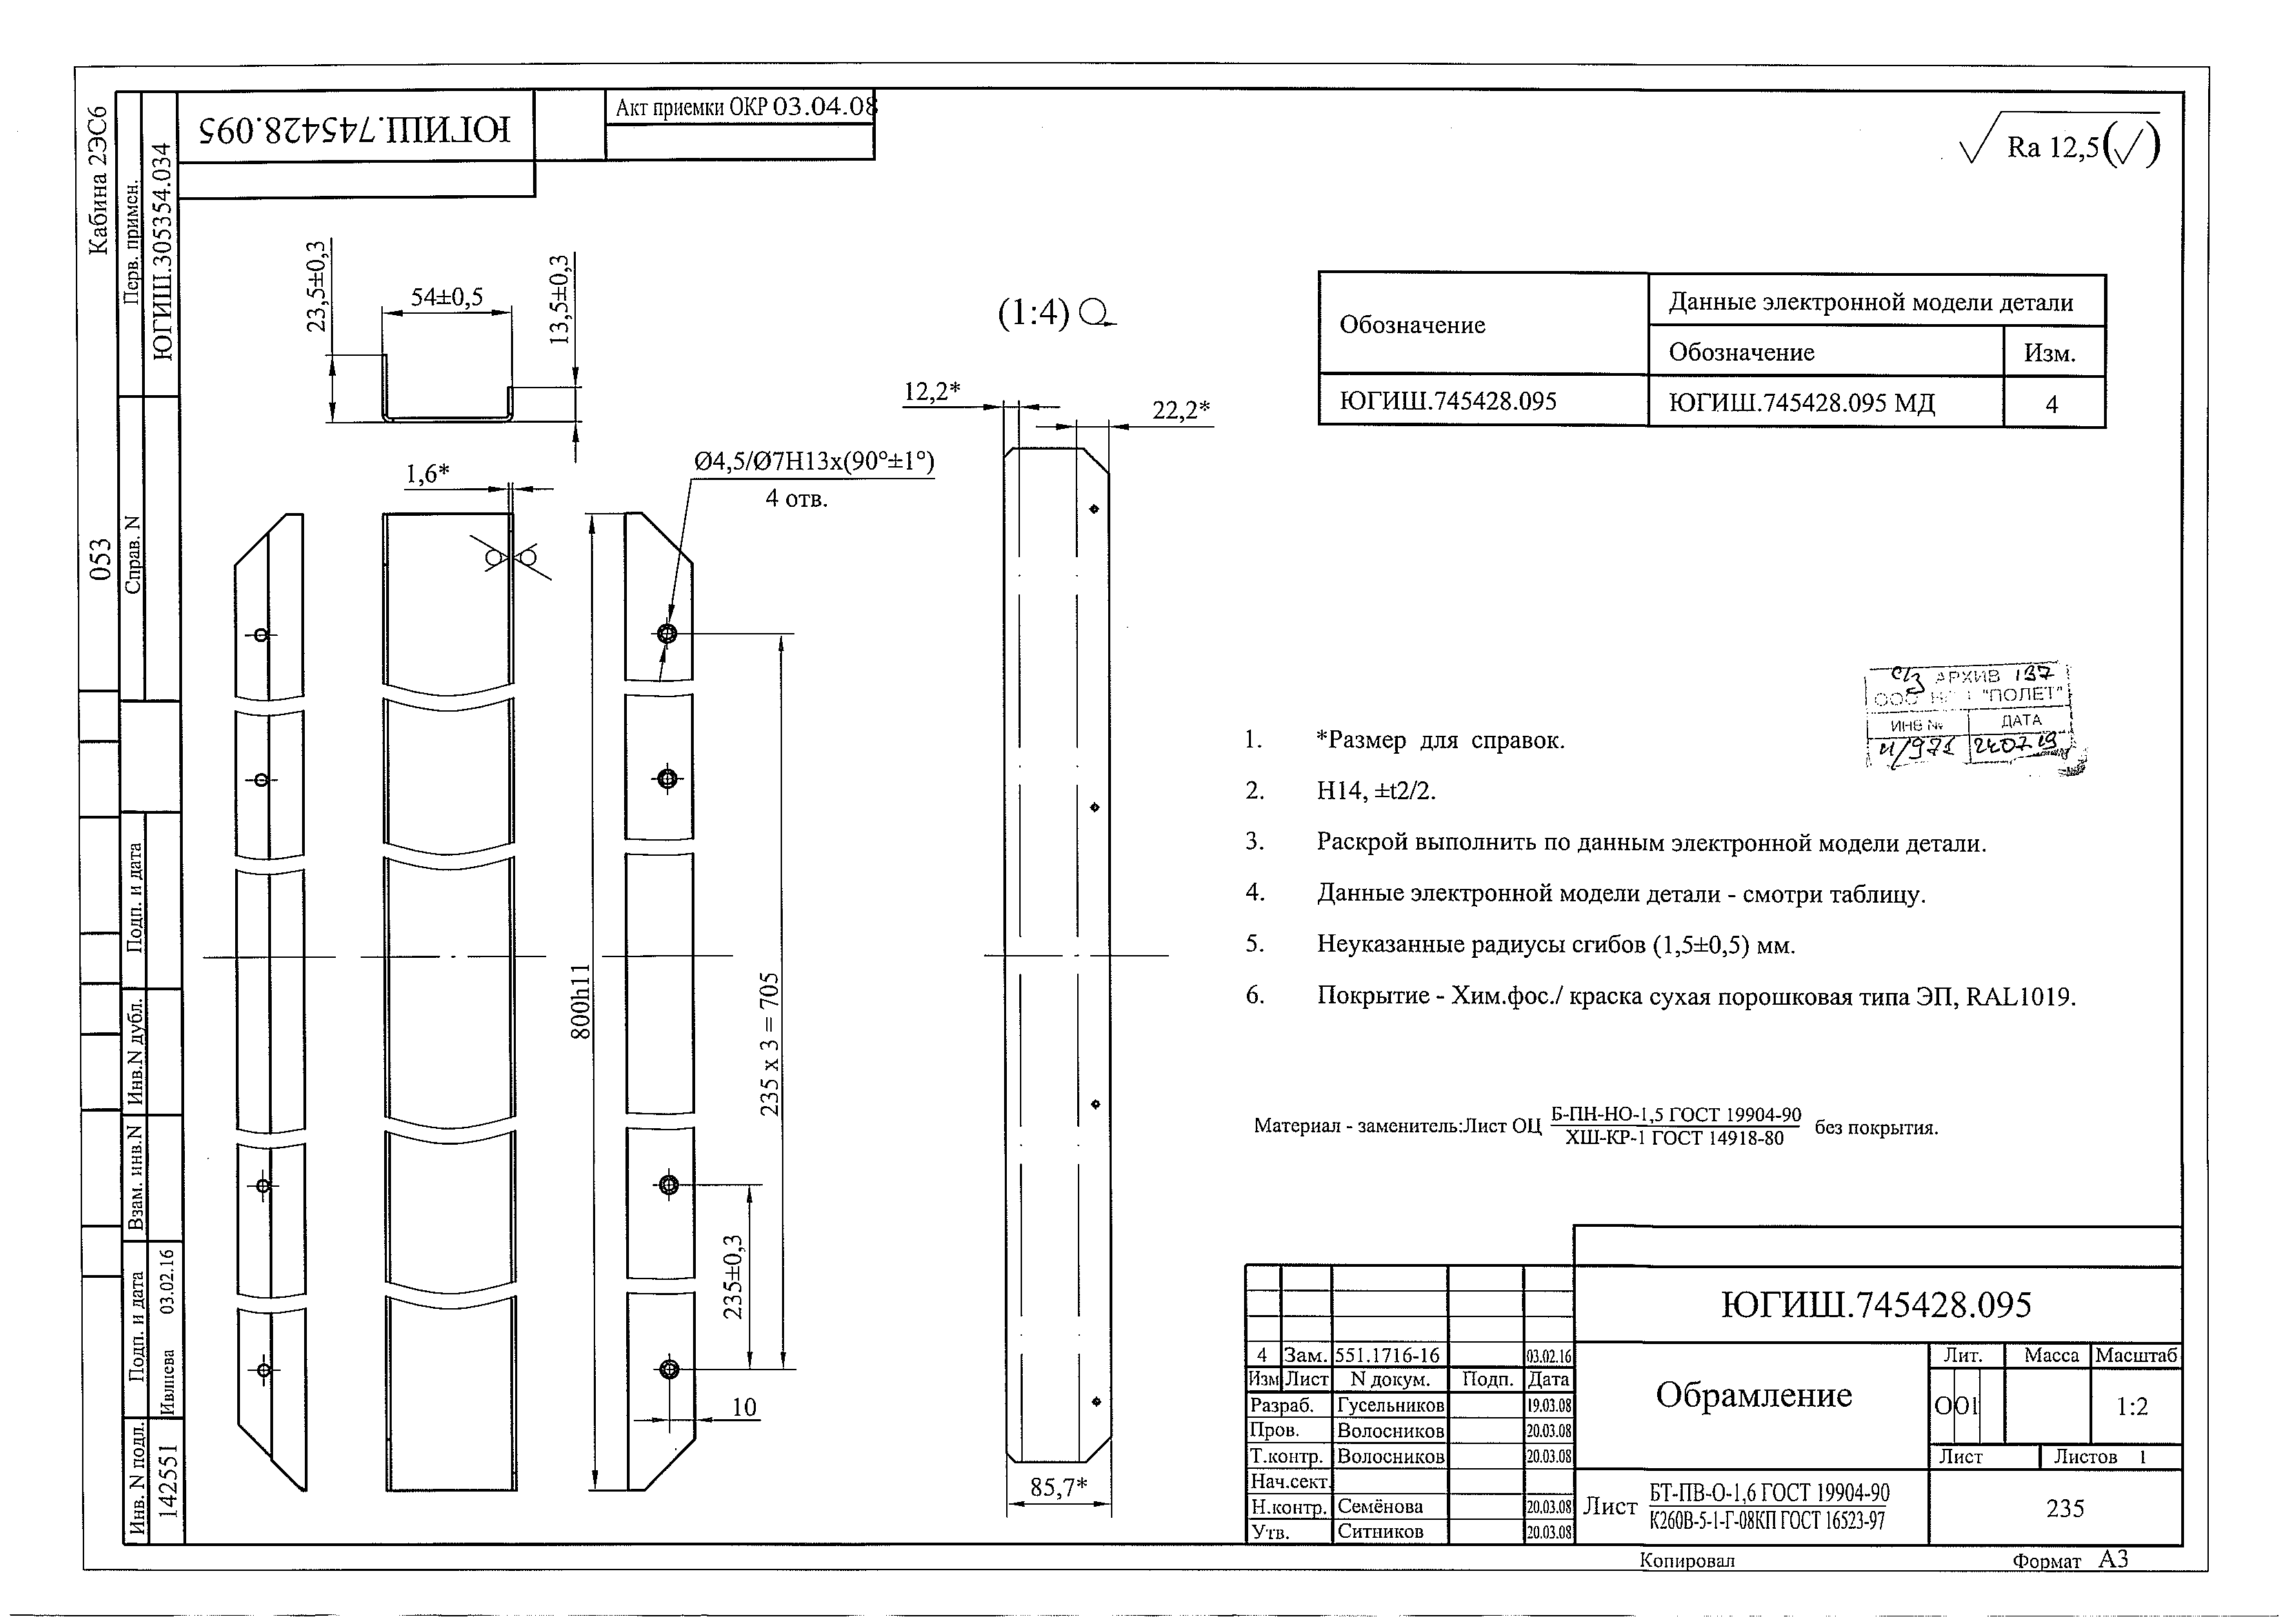 Кабина 2ЭС6
053
Перв. примен.
ЮГИШ.305354.034
Справ. N
Подп. и дата
Инв.N дубл.
Взам. инв.N
Подп. и дата
Ивлиева 03.02.16
Инв. N подл.
142551
ЮГИШ.745428.095
Акт приемки ОКР 03.04.08
Ra 12,5(√)
23,5±0,3
54±0,5
13,5±0,3
1,6*
Ø4,5/Ø7H13x(90°±1°)
4 отв.
800h11
235 x 3 = 705
235±0,3
10
(1:4)
12,2*
22,2*
85,7*
Обозначение
Данные электронной модели детали
Обозначение
Изм.
ЮГИШ.745428.095
ЮГИШ.745428.095 МД
4
АРХИВ 137
"ПОЛЕТ"
ИНВ № ДАТА
и/971 24.07.19
1. *Размер для справок.
2. H14, ±t2/2.
3. Раскрой выполнить по данным электронной модели детали.
4. Данные электронной модели детали - смотри таблицу.
5. Неуказанные радиусы сгибов (1,5±0,5) мм.
6. Покрытие - Хим.фос./ краска сухая порошковая типа ЭП, RAL1019.
Материал - заменитель:Лист ОЦ Б-ПН-НО-1,5 ГОСТ 19904-90
ХШ-КР-1 ГОСТ 14918-80 без покрытия.
4 Зам. 551.1716-16 03.02.16
Изм Лист N докум. Подп. Дата
Разраб. Гусельников 19.03.08
Пров. Волосников 20.03.08
Т.контр. Волосников 20.03.08
Нач.сект.
Н.контр. Семёнова 20.03.08
Утв. Ситников 20.03.08
ЮГИШ.745428.095
Обрамление
Лит. Масса Масштаб
О О1 1:2
Лист Листов 1
Лист БТ-ПВ-О-1,6 ГОСТ 19904-90
К260В-5-1-Г-08КП ГОСТ 16523-97
235
Копировал
Формат А3